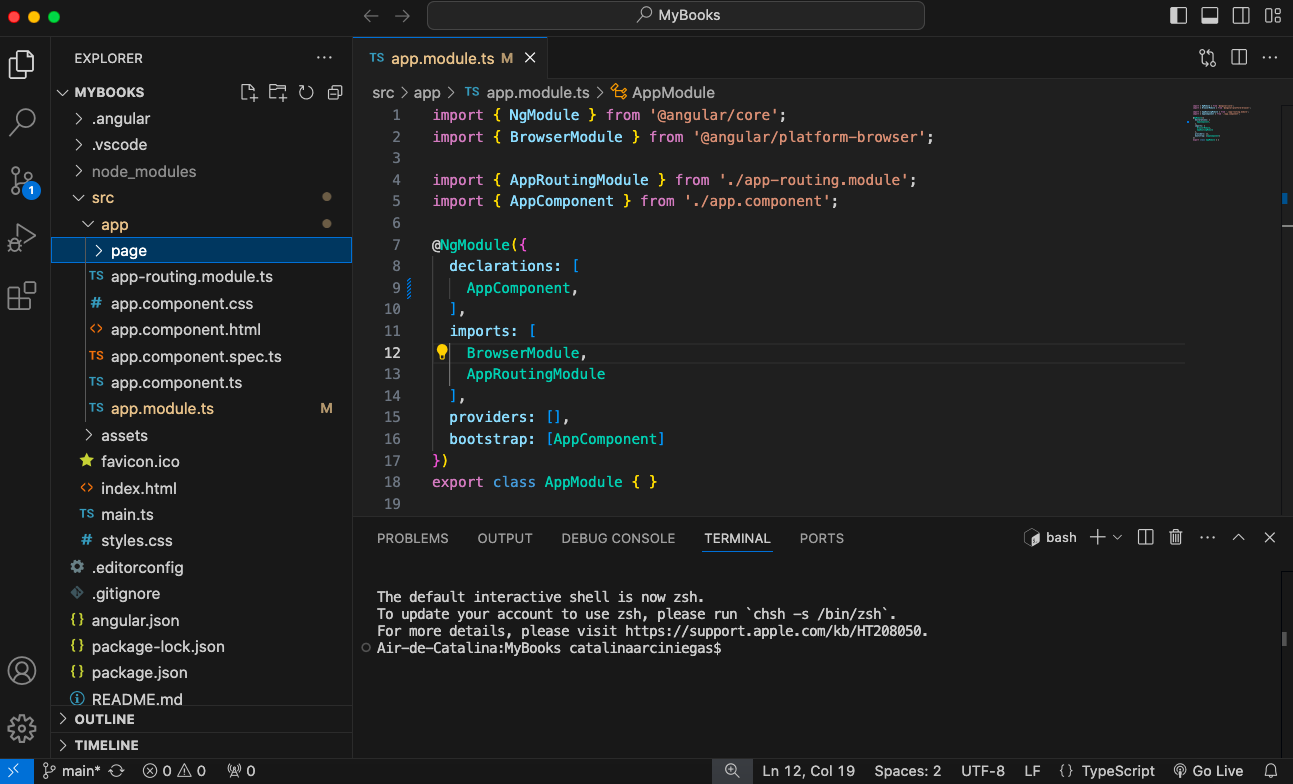 MyBooks
EXPLORER
MYBOOKS
.angular
.vscode
node_modules
src
app
page
TS app-routing.module.ts
# app.component.css
<> app.component.html
TS app.component.spec.ts
TS app.component.ts
TS app.module.ts M
assets
favicon.ico
<> index.html
TS main.ts
# styles.css
.editorconfig
.gitignore
{} angular.json
{} package-lock.json
{} package.json
README.md
OUTLINE
TIMELINE
1
TS app.module.ts M
src > app > TS app.module.ts > AppModule
1 import { NgModule } from '@angular/core';
2 import { BrowserModule } from '@angular/platform-browser';
3
4 import { AppRoutingModule } from './app-routing.module';
5 import { AppComponent } from './app.component';
6
7 @NgModule({
8 declarations: [
9 AppComponent,
10 ],
11 imports: [
12 BrowserModule,
13 AppRoutingModule
14 ],
15 providers: [],
16 bootstrap: [AppComponent]
17 })
18 export class AppModule { }
19
PROBLEMS OUTPUT DEBUG CONSOLE TERMINAL PORTS
bash
The default interactive shell is now zsh.
To update your account to use zsh, please run `chsh -s /bin/zsh`.
For more details, please visit https://support.apple.com/kb/HT208050.
Air-de-Catalina:MyBooks catalinaarciniegas$
main* 0 0 0 Ln 12, Col 19 Spaces: 2 UTF-8 LF {} TypeScript Go Live